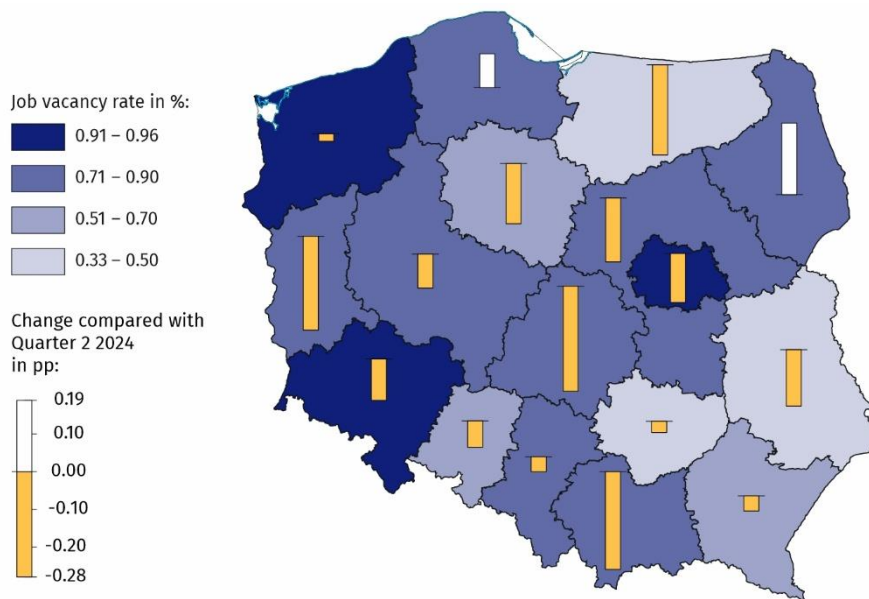 Job vacancy rate in %:
0.91 – 0.96
0.71 – 0.90
0.51 – 0.70
0.33 – 0.50
Change compared with
Quarter 2 2024
in pp:
0.19
0.10
0.00
-0.10
-0.20
-0.28